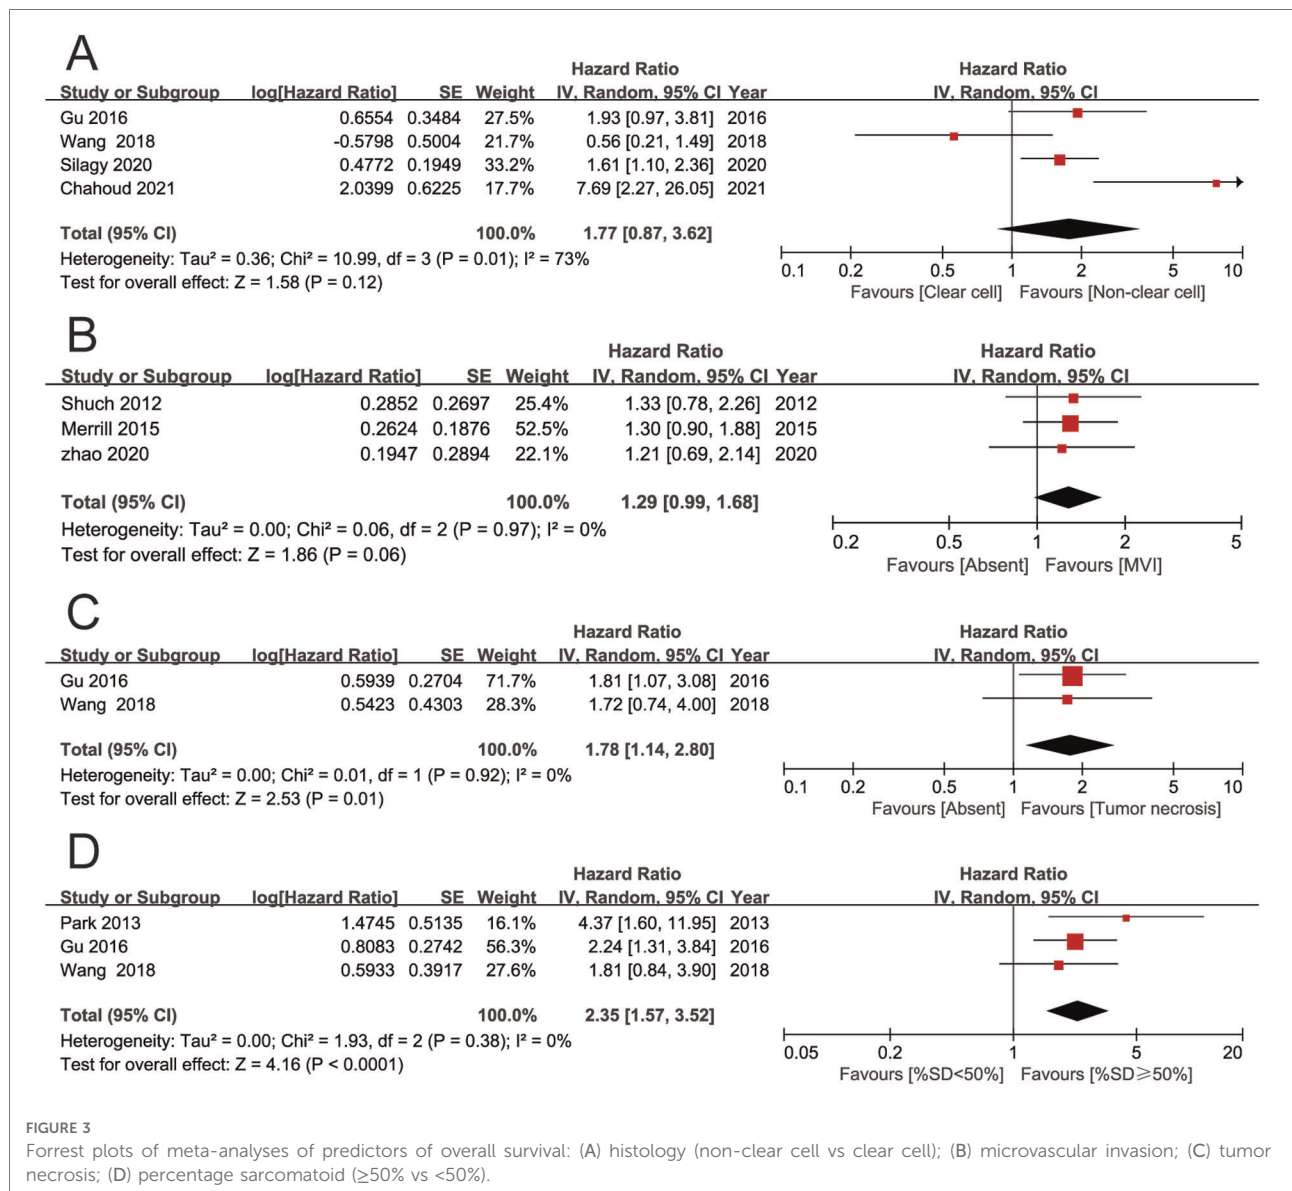 A
Hazard Ratio Hazard Ratio
Study or Subgroup log[Hazard Ratio] SE Weight IV, Random, 95% CI Year IV, Random, 95% CI
Gu 2016 0.6554 0.3484 27.5% 1.93 [0.97, 3.81] 2016
Wang 2018 -0.5798 0.5004 21.7% 0.56 [0.21, 1.49] 2018
Silagy 2020 0.4772 0.1949 33.2% 1.61 [1.10, 2.36] 2020
Chahoud 2021 2.0399 0.6225 17.7% 7.69 [2.27, 26.05] 2021
Total (95% CI) 100.0% 1.77 [0.87, 3.62]
Heterogeneity: Tau² = 0.36; Chi² = 10.99, df = 3 (P = 0.01); I² = 73%
Test for overall effect: Z = 1.58 (P = 0.12)
0.1 0.2 0.5 1 2 5 10
Favours [Clear cell] Favours [Non-clear cell]
B
Hazard Ratio Hazard Ratio
Study or Subgroup log[Hazard Ratio] SE Weight IV, Random, 95% CI Year IV, Random, 95% CI
Shuch 2012 0.2852 0.2697 25.4% 1.33 [0.78, 2.26] 2012
Merrill 2015 0.2624 0.1876 52.5% 1.30 [0.90, 1.88] 2015
zhao 2020 0.1947 0.2894 22.1% 1.21 [0.69, 2.14] 2020
Total (95% CI) 100.0% 1.29 [0.99, 1.68]
Heterogeneity: Tau² = 0.00; Chi² = 0.06, df = 2 (P = 0.97); I² = 0%
Test for overall effect: Z = 1.86 (P = 0.06)
0.2 0.5 1 2 5
Favours [Absent] Favours [MVI]
C
Hazard Ratio Hazard Ratio
Study or Subgroup log[Hazard Ratio] SE Weight IV, Random, 95% CI Year IV, Random, 95% CI
Gu 2016 0.5939 0.2704 71.7% 1.81 [1.07, 3.08] 2016
Wang 2018 0.5423 0.4303 28.3% 1.72 [0.74, 4.00] 2018
Total (95% CI) 100.0% 1.78 [1.14, 2.80]
Heterogeneity: Tau² = 0.00; Chi² = 0.01, df = 1 (P = 0.92); I² = 0%
Test for overall effect: Z = 2.53 (P = 0.01)
0.1 0.2 0.5 1 2 5 10
Favours [Absent] Favours [Tumor necrosis]
D
Hazard Ratio Hazard Ratio
Study or Subgroup log[Hazard Ratio] SE Weight IV, Random, 95% CI Year IV, Random, 95% CI
Park 2013 1.4745 0.5135 16.1% 4.37 [1.60, 11.95] 2013
Gu 2016 0.8083 0.2742 56.3% 2.24 [1.31, 3.84] 2016
Wang 2018 0.5933 0.3917 27.6% 1.81 [0.84, 3.90] 2018
Total (95% CI) 100.0% 2.35 [1.57, 3.52]
Heterogeneity: Tau² = 0.00; Chi² = 1.93, df = 2 (P = 0.38); I² = 0%
Test for overall effect: Z = 4.16 (P < 0.0001)
0.05 0.2 1 5 20
Favours [%SD<50%] Favours [%SD≥50%]
FIGURE 3
Forrest plots of meta-analyses of predictors of overall survival: (A) histology (non-clear cell vs clear cell); (B) microvascular invasion; (C) tumor
necrosis; (D) percentage sarcomatoid (≥50% vs <50%).